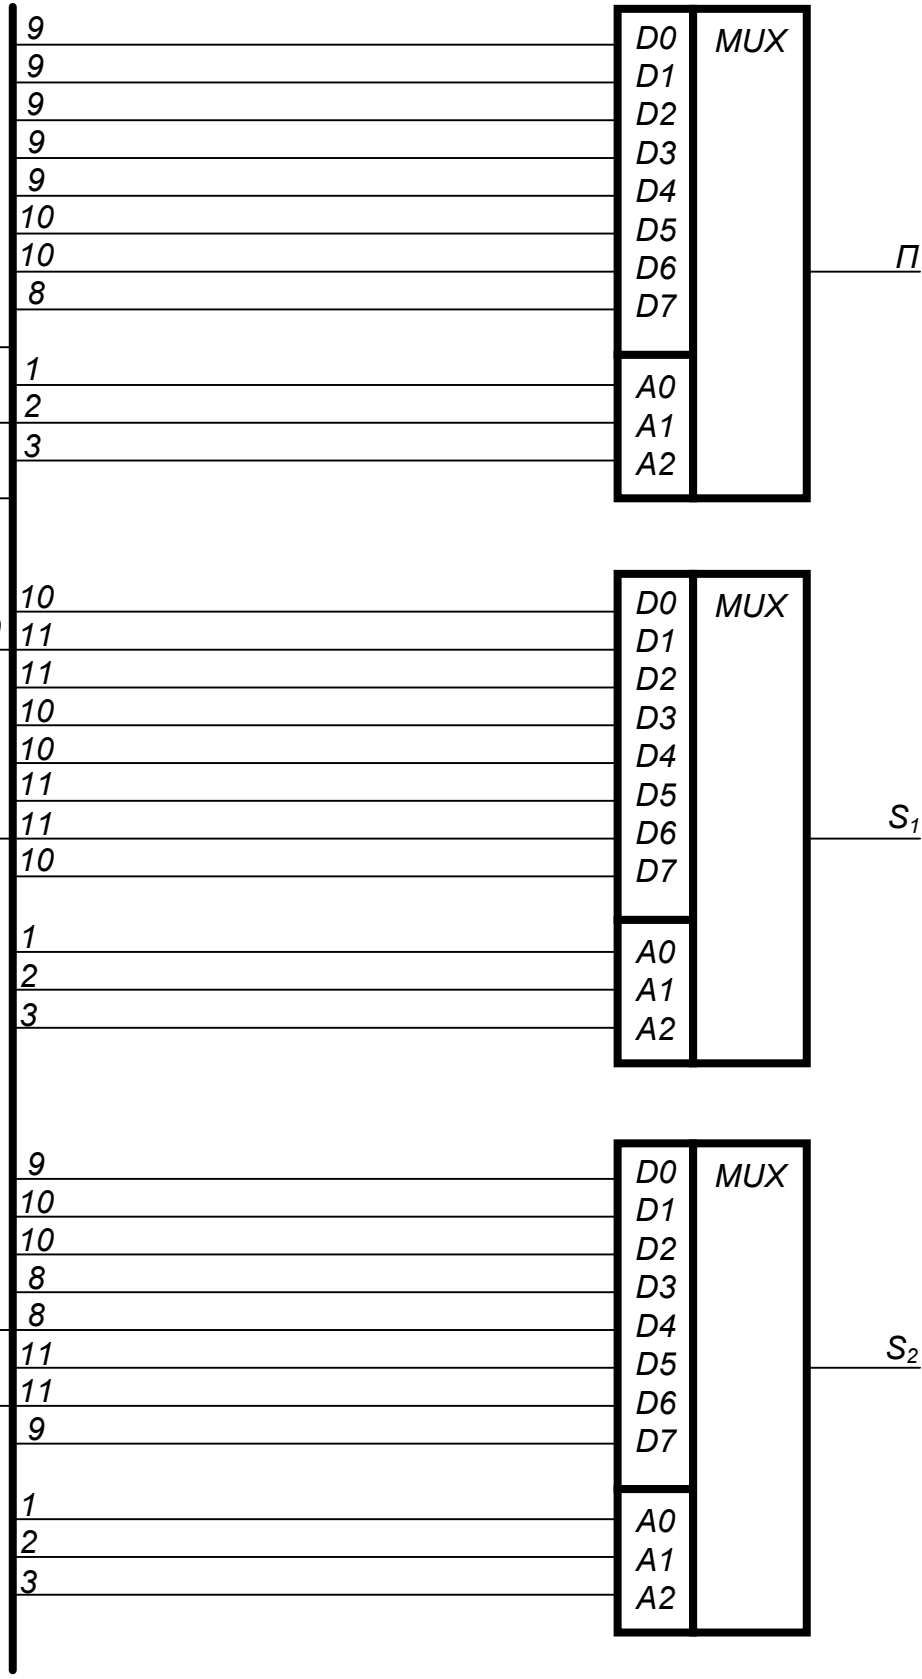 9 D0 MUX
9 D1
9 D2
9 D3
9 D4
10 D5
10 D6 П
8 D7
1 A0
2 A1
3 A2
10 D0 MUX
11 D1
11 D2
10 D3
10 D4
11 D5
11 D6 S1
10 D7
1 A0
2 A1
3 A2
9 D0 MUX
10 D1
10 D2
8 D3
8 D4
11 D5 S2
11 D6
9 D7
1 A0
2 A1
3 A2